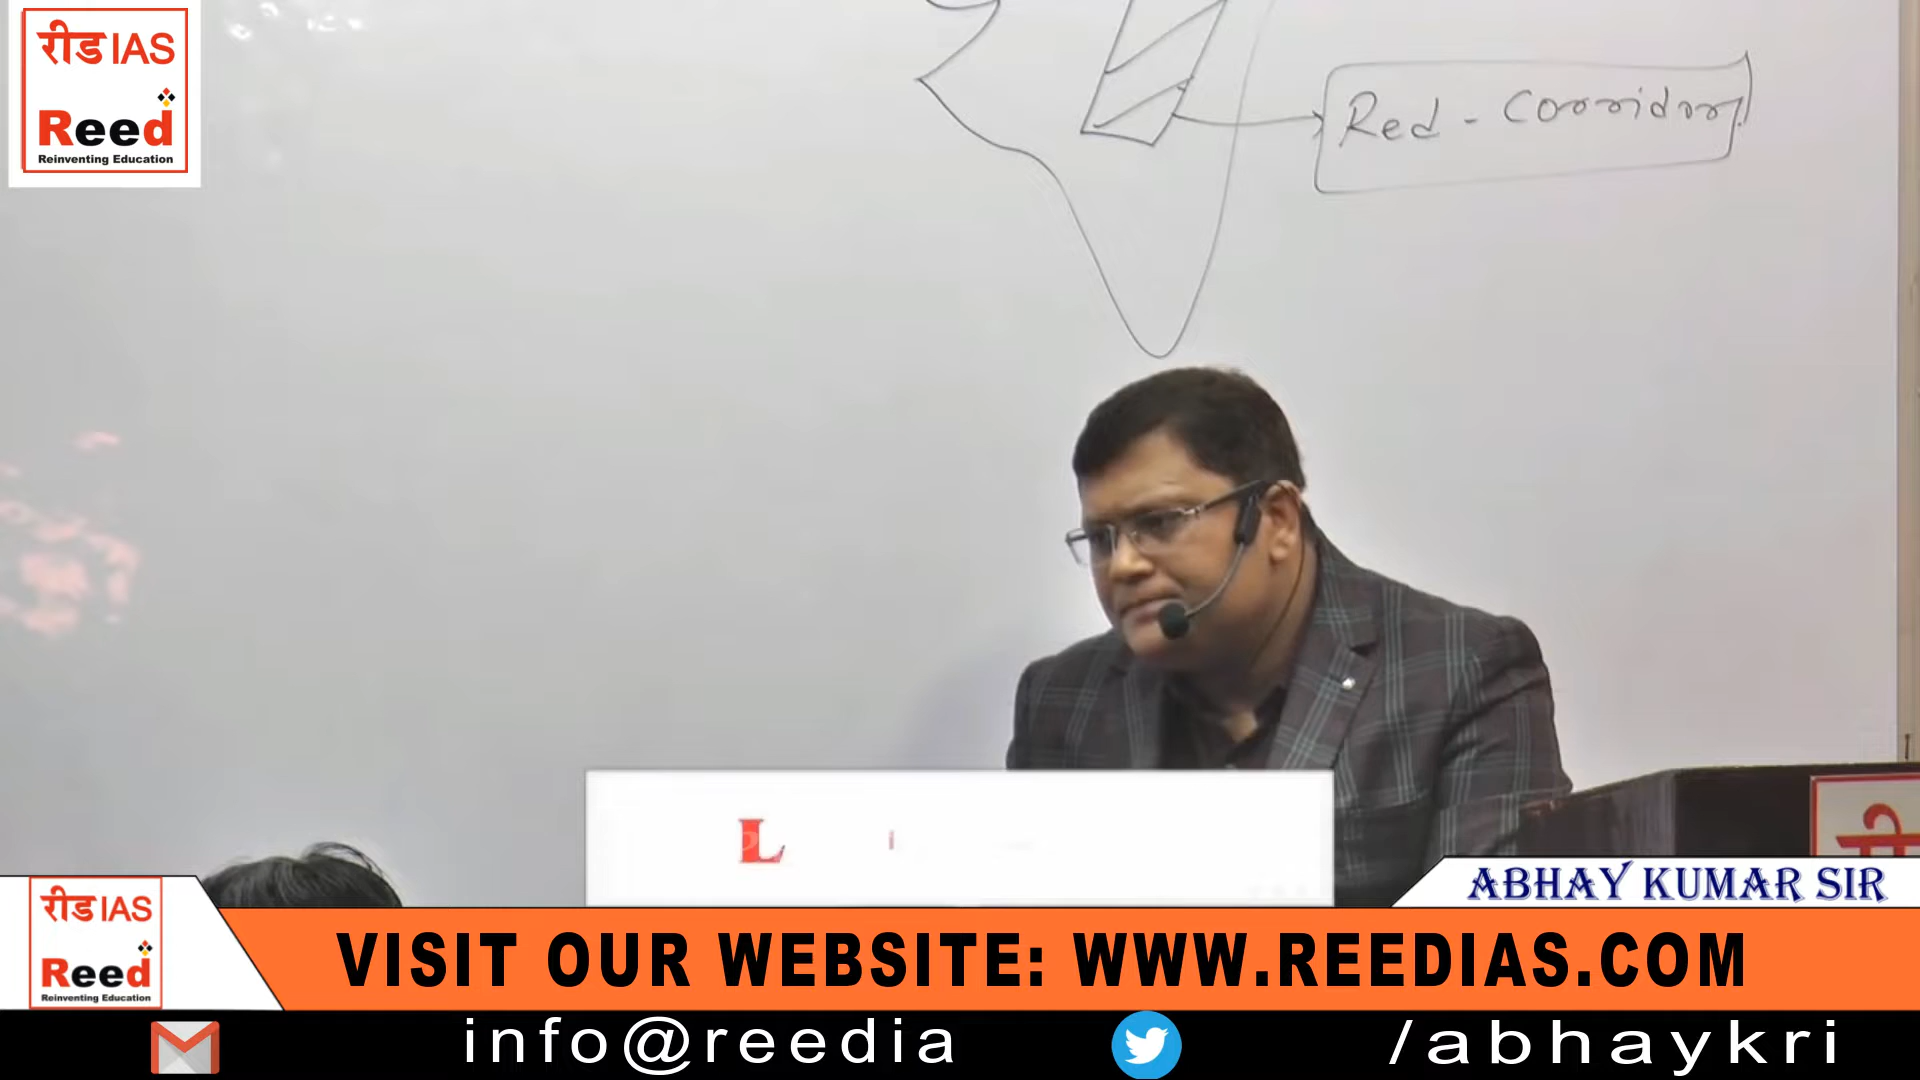 रीड IAS
Reed
Reinventing Education
Red - Corridor
L
ABHAY KUMAR SIR
रीड IAS
Reed
Reinventing Education
VISIT OUR WEBSITE: WWW.REEDIAS.COM
info@reedia
/abhaykri